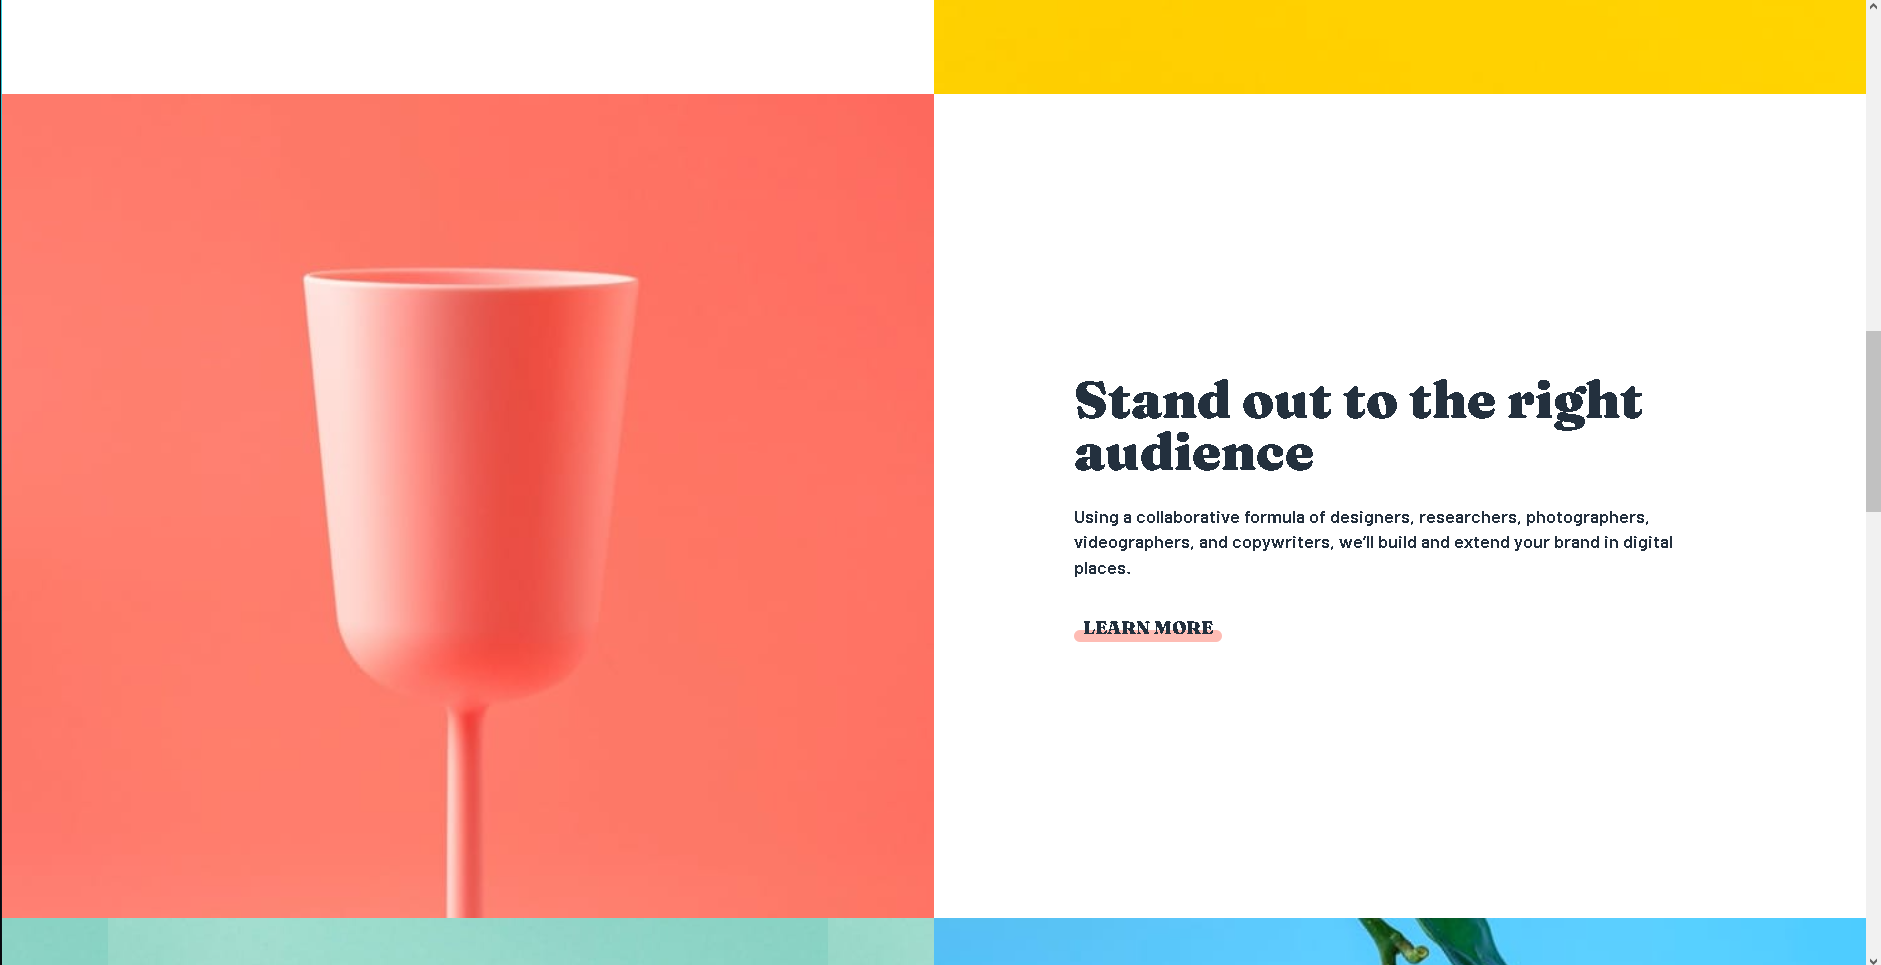 Stand out to the right
audience
Using a collaborative formula of designers, researchers, photographers,
videographers, and copywriters, we'll build and extend your brand in digital
places.
LEARN MORE